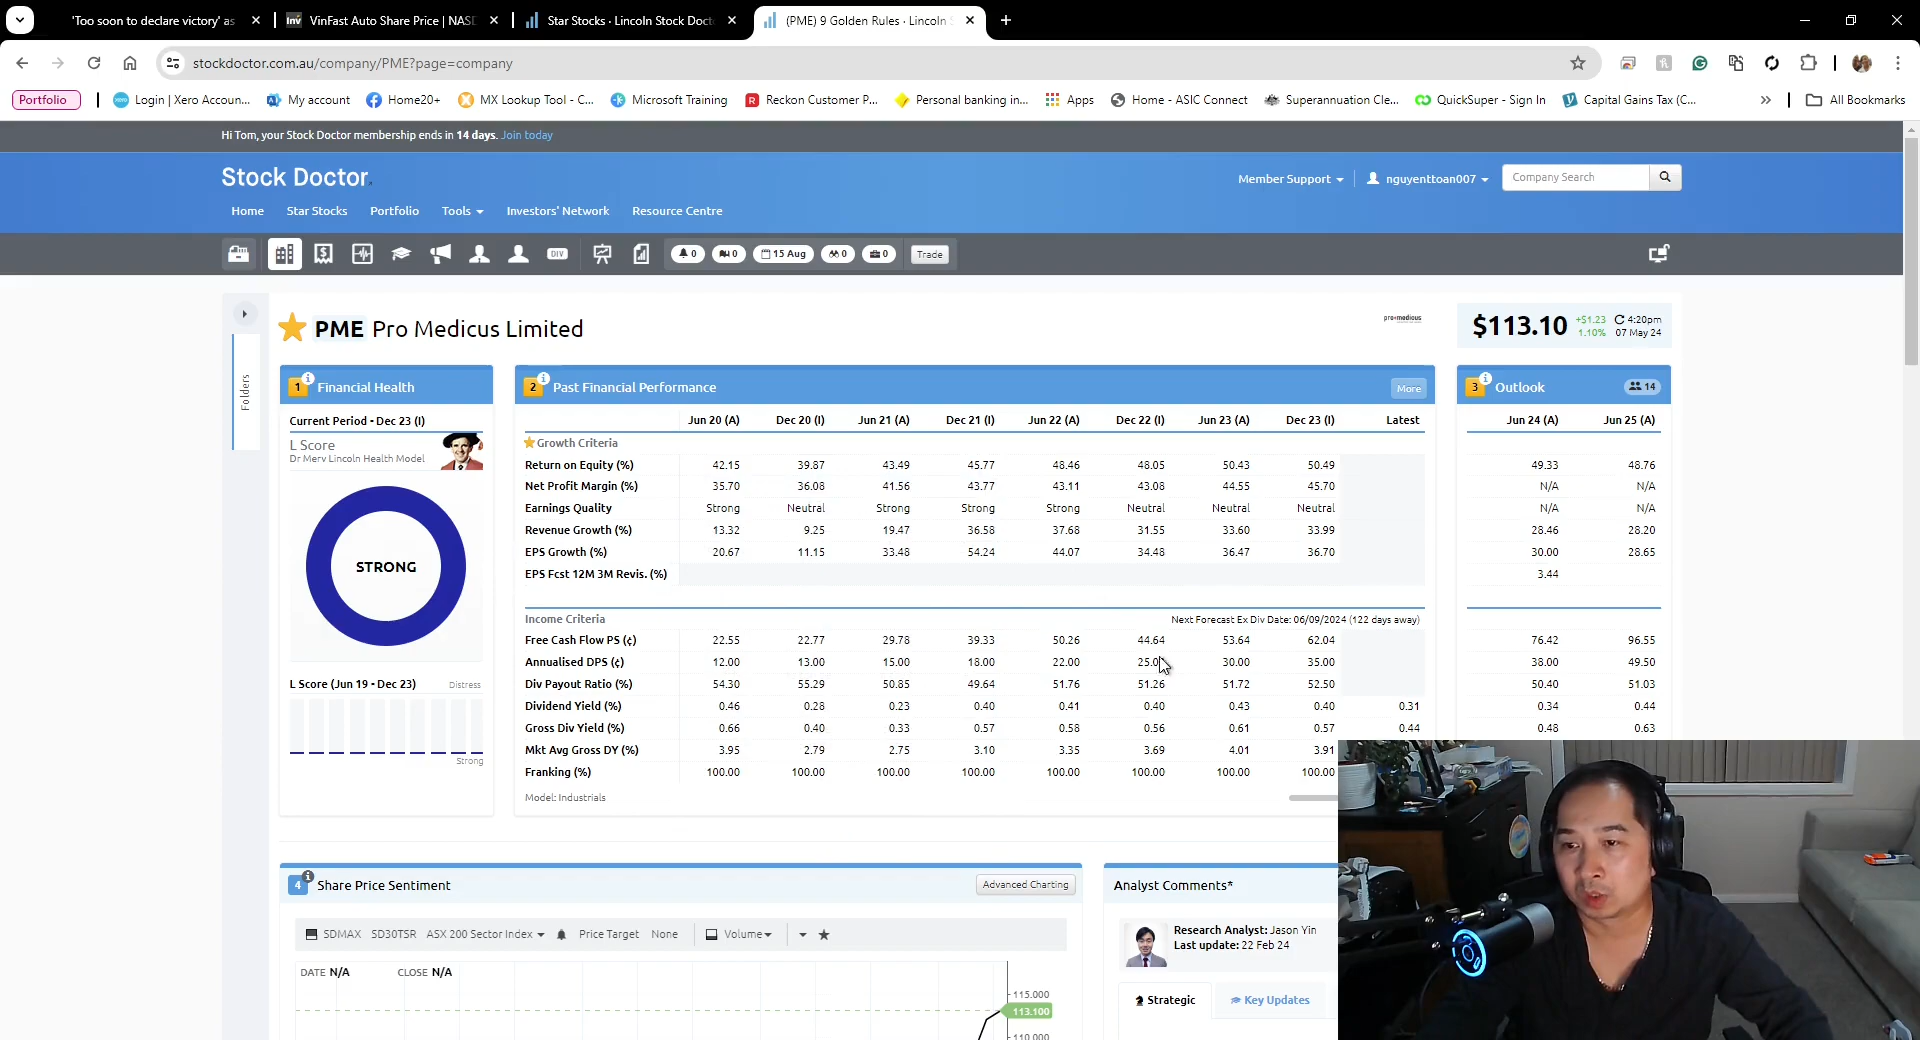 'Too soon to declare victory' as
VinFast Auto Share Price | NASD
Star Stocks · Lincoln Stock Docto
(PME) 9 Golden Rules · Lincoln S
stockdoctor.com.au/company/PME?page=company
Portfolio
Login | Xero Accoun...
My account
Home20+
MX Lookup Tool - C...
Microsoft Training
Reckon Customer P...
Personal banking in...
Apps
Home - ASIC Connect
Superannuation Cle...
QuickSuper - Sign In
Capital Gains Tax (C...
All Bookmarks
Hi Tom, your Stock Doctor membership ends in 14 days. Join today
Stock Doctor
Member Support
nguyenttoan007
Company Search
Home Star Stocks Portfolio Tools Investors' Network Resource Centre
DIV 0 0 15 Aug 0 0 Trade
PME Pro Medicus Limited
pro medicus
$113.10
+$1.23
1.10%
4:20pm
07 May 24
Folders
1 Financial Health
Current Period • Dec 23 (I)
L Score
Dr Merv Lincoln Health Model
STRONG
L Score (Jun 19 • Dec 23)
Distress
Strong
2 Past Financial Performance More
Jun 20 (A) Dec 20 (I) Jun 21 (A) Dec 21 (I) Jun 22 (A) Dec 22 (I) Jun 23 (A) Dec 23 (I) Latest
Growth Criteria
Return on Equity (%) 42.15 39.87 43.49 45.77 48.46 48.05 50.43 50.49
Net Profit Margin (%) 35.70 36.08 41.56 43.77 43.11 43.08 44.55 45.70
Earnings Quality Strong Neutral Strong Strong Strong Neutral Neutral Neutral
Revenue Growth (%) 13.32 9.25 19.47 36.58 37.68 31.55 33.60 33.99
EPS Growth (%) 20.67 11.15 33.48 54.24 44.07 34.48 36.47 36.70
EPS Fcst 12M 3M Revis. (%)
Income Criteria
Next Forecast Ex Div Date: 06/09/2024 (122 days away)
Free Cash Flow PS (¢) 22.55 22.77 29.78 39.33 50.26 44.64 53.64 62.04
Annualised DPS (¢) 12.00 13.00 15.00 18.00 22.00 25.0 30.00 35.00
Div Payout Ratio (%) 54.30 55.29 50.85 49.64 51.76 51.26 51.72 52.50
Dividend Yield (%) 0.46 0.28 0.23 0.40 0.41 0.40 0.43 0.40 0.31
Gross Div Yield (%) 0.66 0.40 0.33 0.57 0.58 0.56 0.61 0.57 0.44
Mkt Avg Gross DY (%) 3.95 2.79 2.75 3.10 3.35 3.69 4.01 3.91
Franking (%) 100.00 100.00 100.00 100.00 100.00 100.00 100.00 100.00
Model: Industrials
3 Outlook 14
Jun 24 (A) Jun 25 (A)
49.33 48.76
N/A N/A
N/A N/A
28.46 28.20
30.00 28.65
3.44
76.42 96.55
38.00 49.50
50.40 51.03
0.34 0.44
0.48 0.63
4 Share Price Sentiment
Advanced Charting
SDMAX SD30TSR ASX 200 Sector Index Price Target None Volume
DATE N/A CLOSE N/A
115.000
113.100
110.000
Analyst Comments*
Research Analyst: Jason Yin
Last update: 22 Feb 24
Strategic
Key Updates